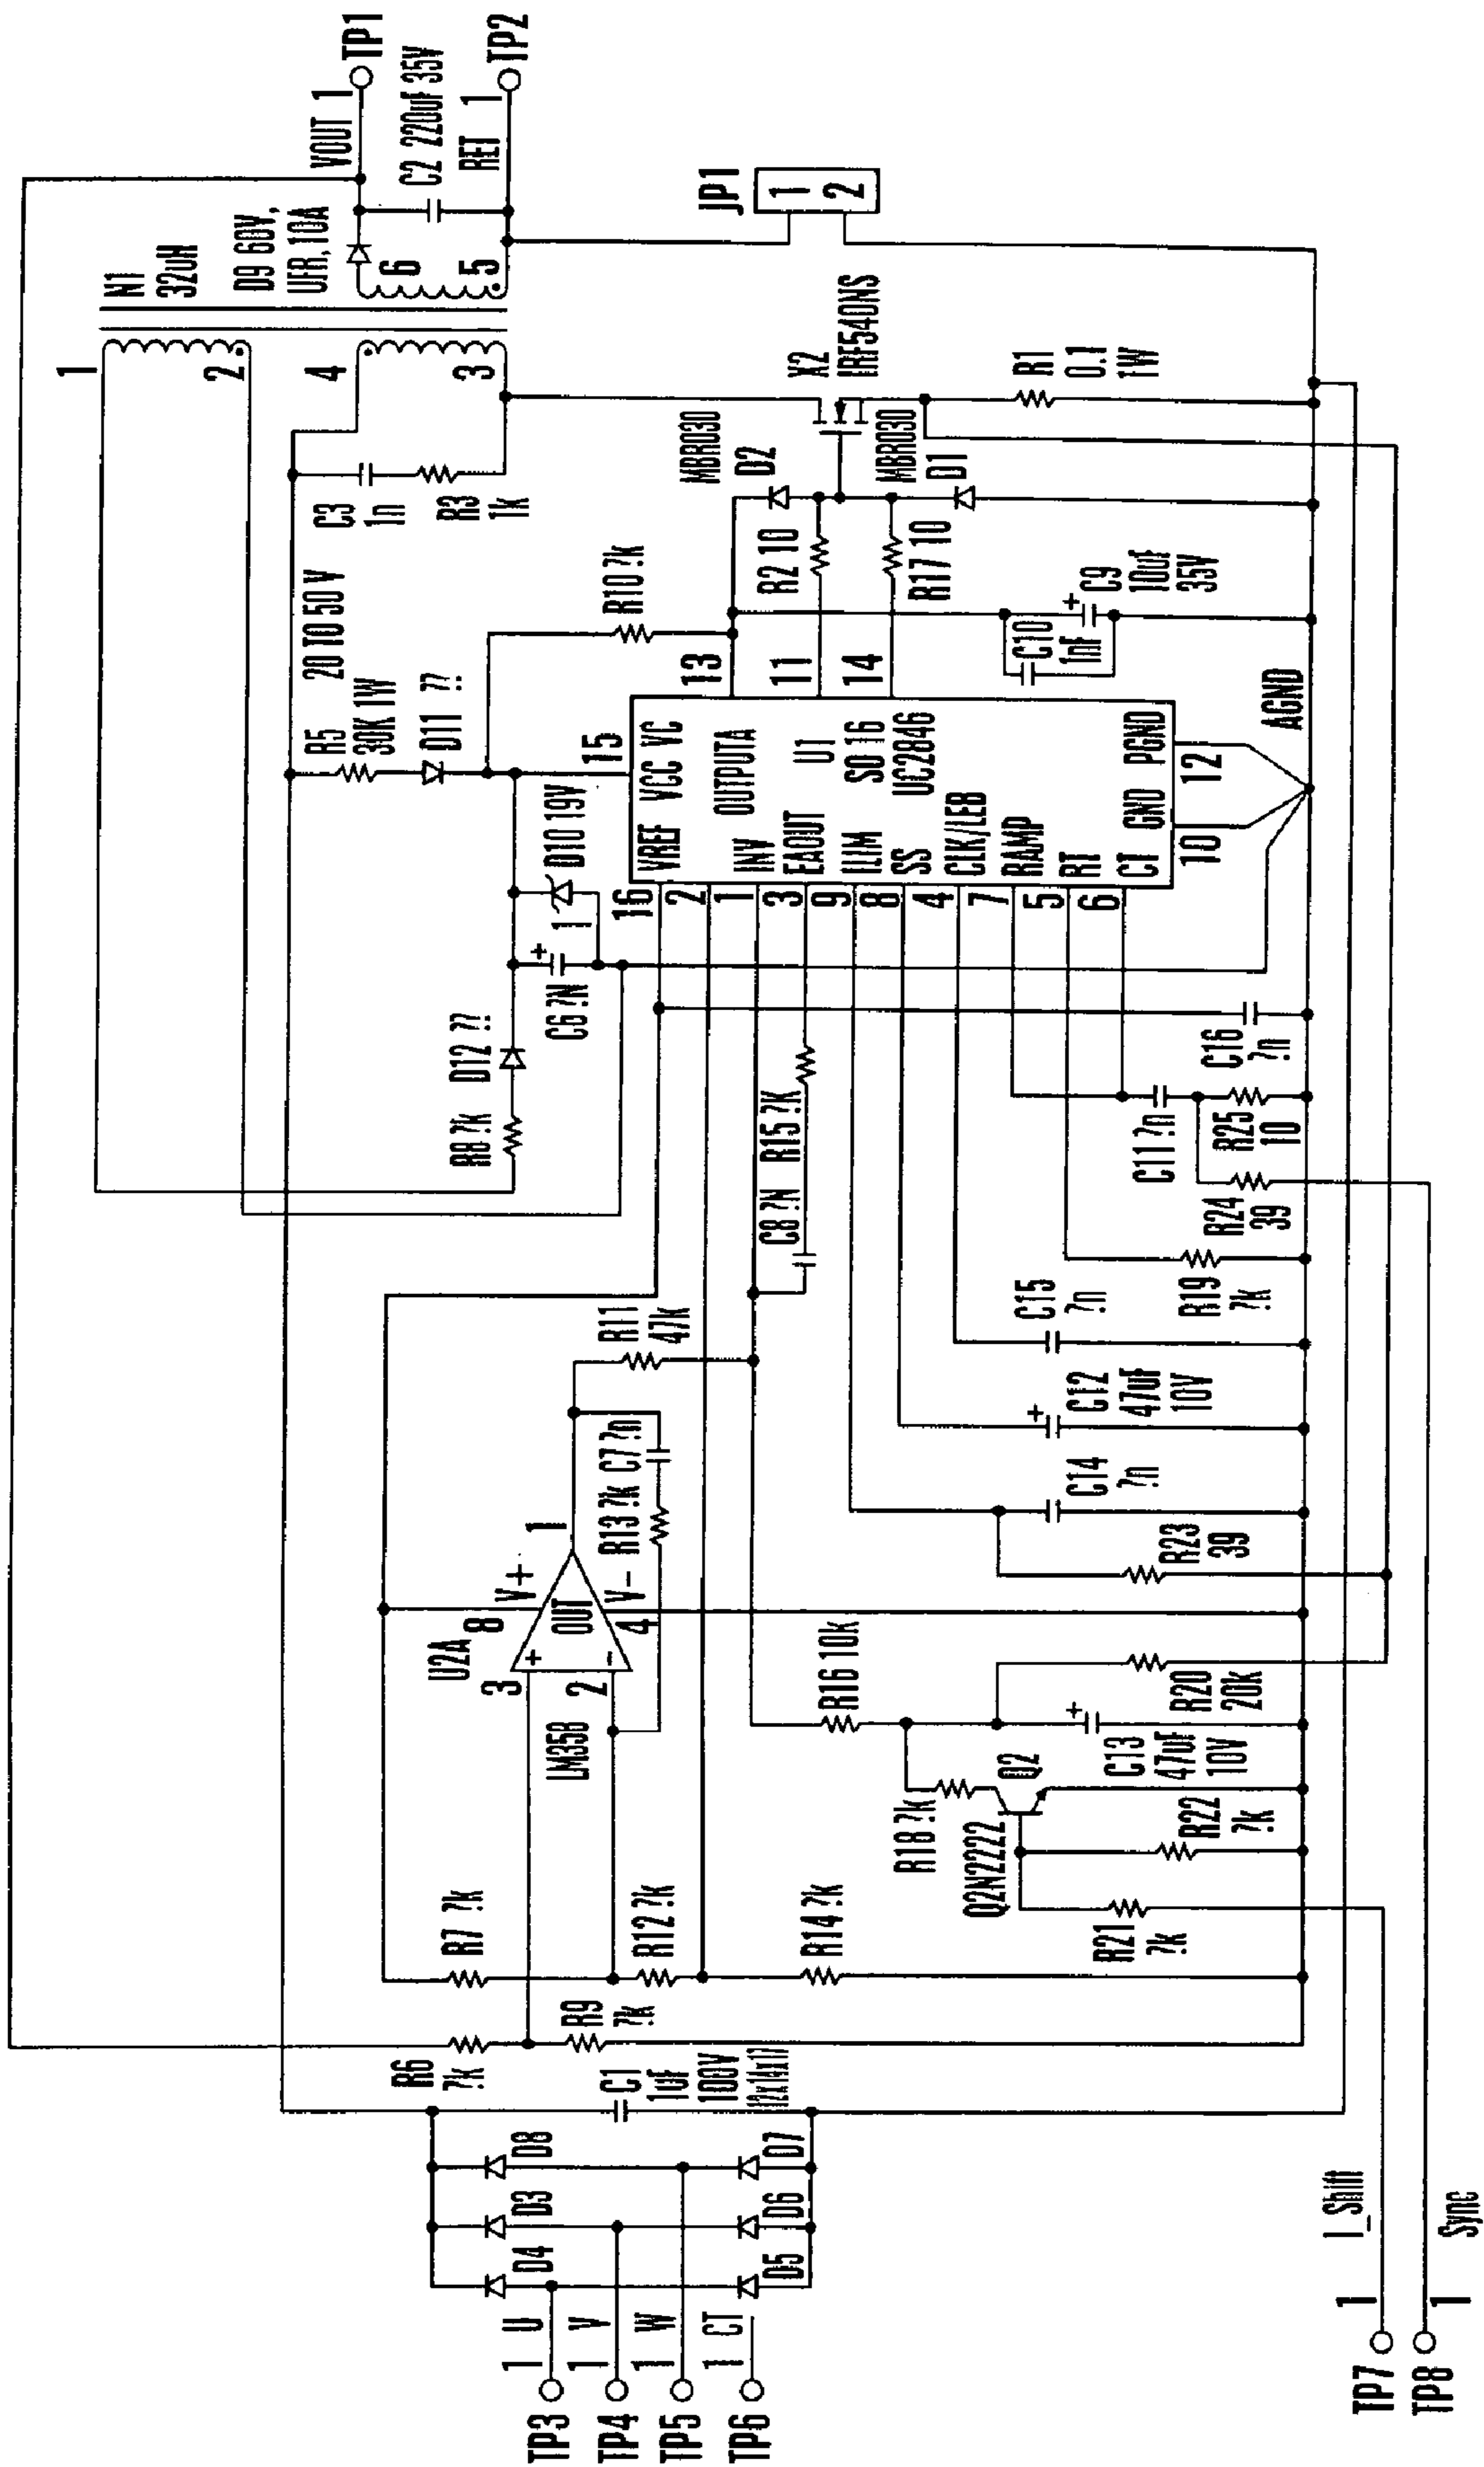 TP1
VOUT 1
C2 220uF 35V
TP2
RET 1
N1
32uH
D9 60V,
UFR,10A
6
5
JP1
1
2
1
2
4
3
C3
1n
R3
1k
X2
IRF540NS
R1
0.1
1W
MBR030
D2
MBR030
D1
20 TO 50 V
R5
30K 1W
D11 ??
R10 ?k
R2 10
R17 10
C10
1nF
+
C9
10uF
35V
13
11
14
15
VCC VC
OUTPUTA
U1
SO 16
UC2846
VREF
INV
EAOUT
ILIM
SS
CLK/LEB
RAMP
RT
CT
GND PGND
10
12
AGND
16
2
1
3
9
8
4
7
5
6
D10 19V
1
+
C6 ?N
D12 ??
R8 ?k
C8 ?N R15 ?K
C16
?n
C11 ?n
R25
10
R24
39
R19
?k
C15
?n
+
C12
47uF
10V
C14
?n
R23
39
R11
47k
R13 ?k C7 ?n
1
V+
8
OUT
V-
4
U2A
3
2
+
-
LM358
R16 10k
R20
20k
+
C13
47uF
10V
R18 ?k
Q2
Q2N2222
R22
?k
R21
?k
R7 ?k
R12 ?k
R14 ?k
R9
?k
R6
?k
C1
1uF
100V
12x14x17
D8
D3
D4
D7
D6
D5
1 U
1 V
1 W
1 CT
TP3
TP4
TP5
TP6
I_Shift
1
TP7
Sync
1
TP8